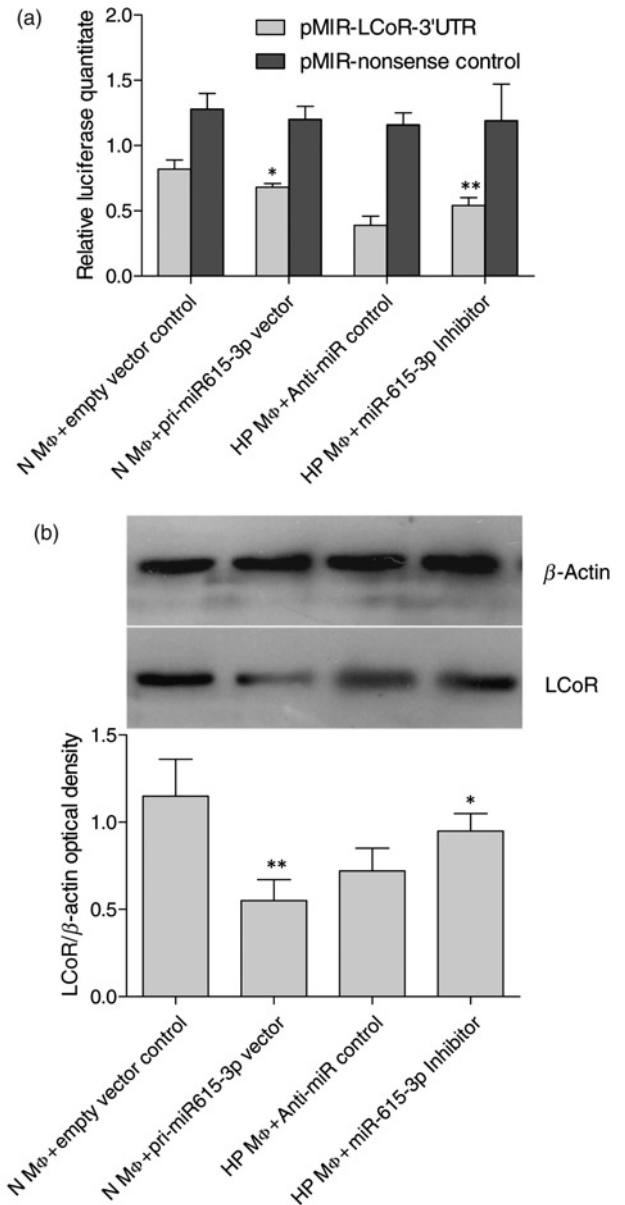 (a)
pMIR-LCoR-3'UTR
pMIR-nonsense control
Relative luciferase quantitate
2.0
1.5
1.0
0.5
0.0
*
**
N MΦ+empty vector control
N MΦ+pri-miR615-3p vector
HP MΦ+Anti-miR control
HP MΦ+miR-615-3p Inhibitor
(b)
β-Actin
LCoR
LCoR/β-actin optical density
1.5
1.0
0.5
0.0
**
*
N MΦ+empty vector control
N MΦ+pri-miR615-3p vector
HP MΦ+Anti-miR control
HP MΦ+miR-615-3p Inhibitor